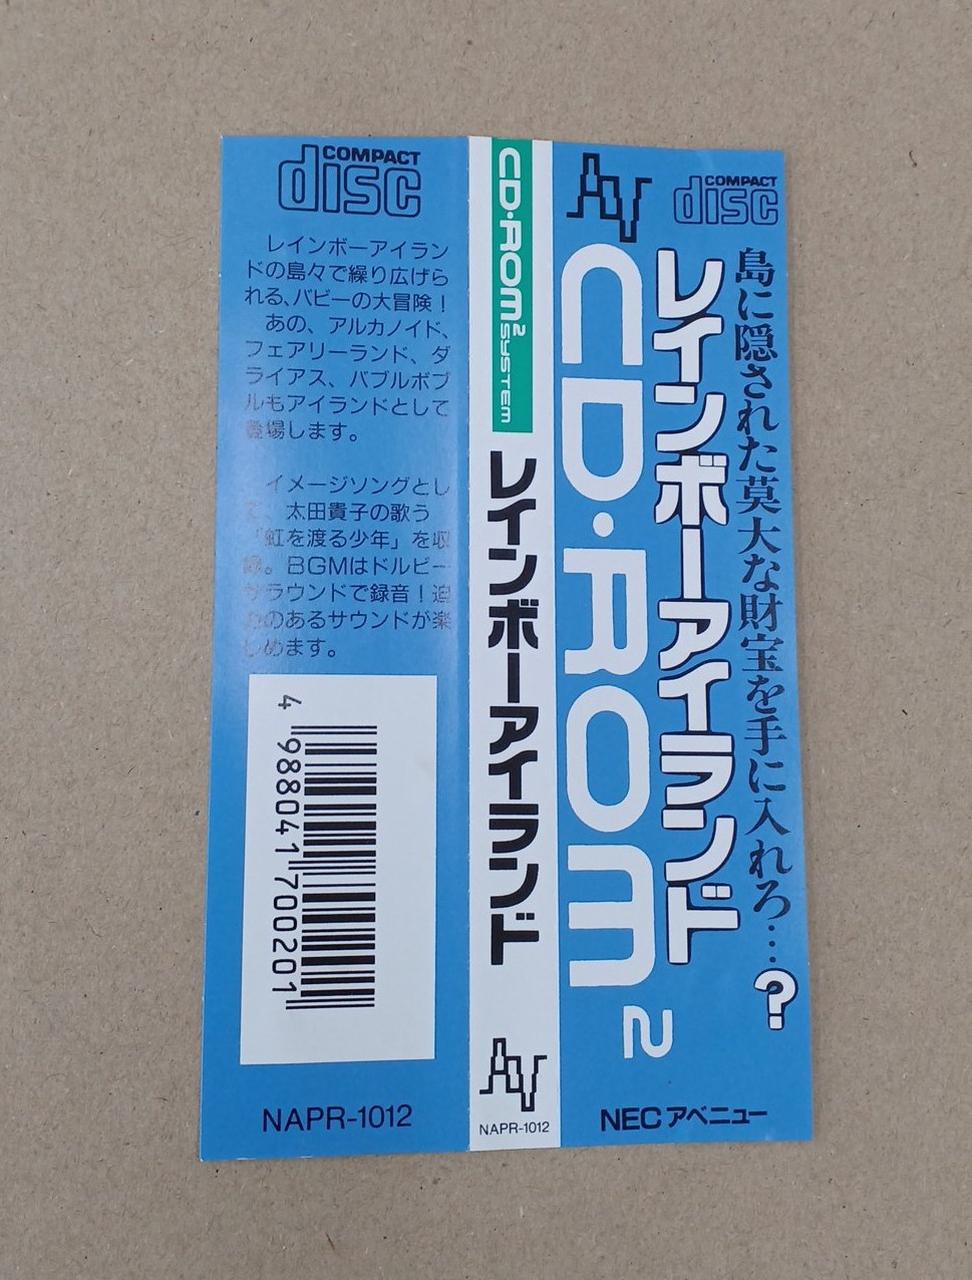 COMPACT
disc
レインボーアイラン
ドの島々で繰り広げら
れる、バビーの大冒険！
あの、アルカノイド、
フェアリーランド、ダ
ライアス、バブルボブ
ルもアイランドとして
登場します。
イメージソングとし
て、太田貴子の歌う
「虹を渡る少年」を収
録。BGMはドルビー
サラウンドで録音！迫
力のあるサウンドが楽
しめます。
4 988041 700201
NAPR-1012
CD・ROM2 SYSTEM
レインボーアイランド
AV
NAPR-1012
AV
COMPACT
disc
島に隠された莫大な財宝を手に入れろ…?
レインボーアイランド
CD・ROM2
NEC アベニュー